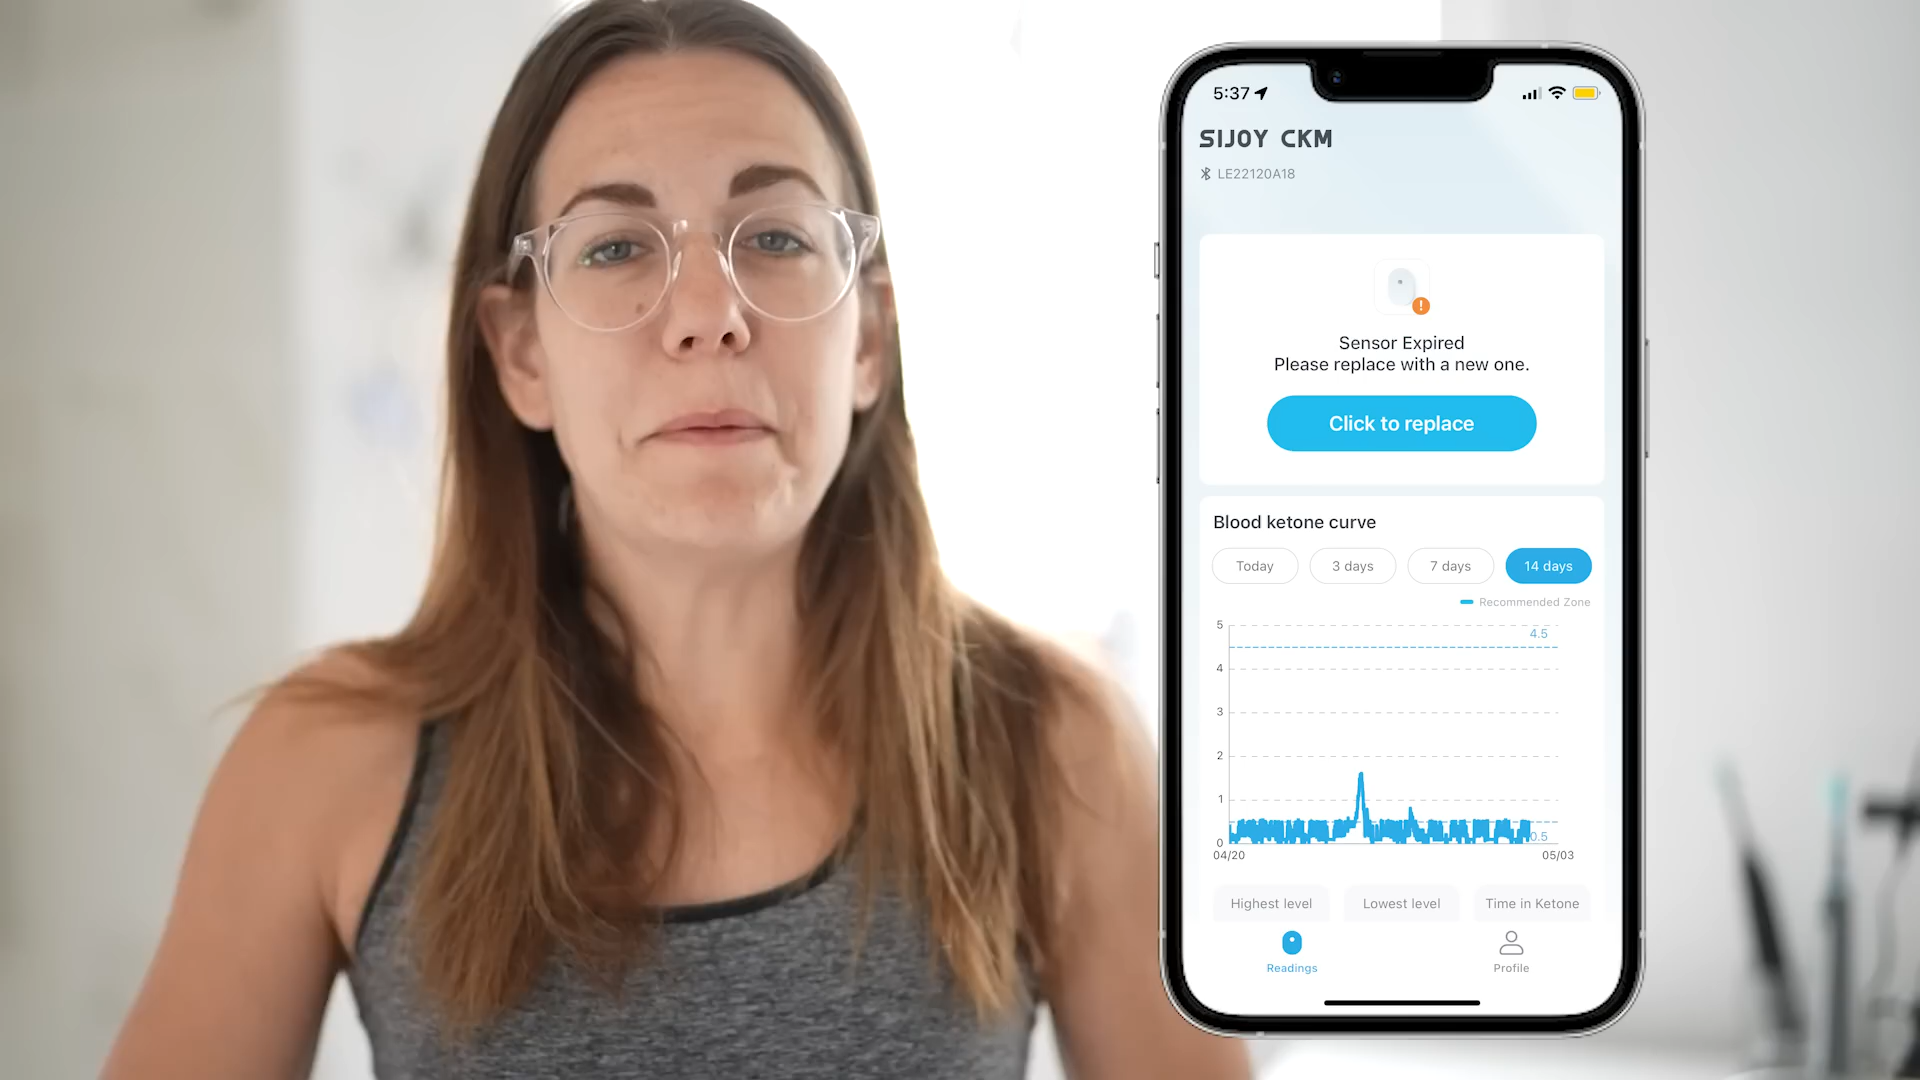 5:37
SIJOY CKM
LE22120A18
!
Sensor Expired
Please replace with a new one.
Click to replace
Blood ketone curve
Today 3 days 7 days 14 days
Recommended Zone
5
4.5
4
3
2
1
0.5
0
04/20 05/03
Highest level Lowest level Time in Ketone
Readings Profile